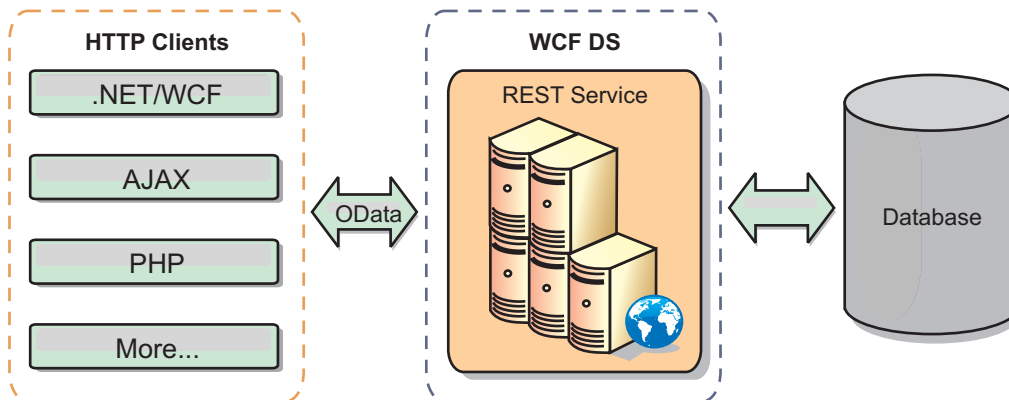 HTTP Clients
.NET/WCF
AJAX
PHP
More...
OData
WCF DS
REST Service
Database